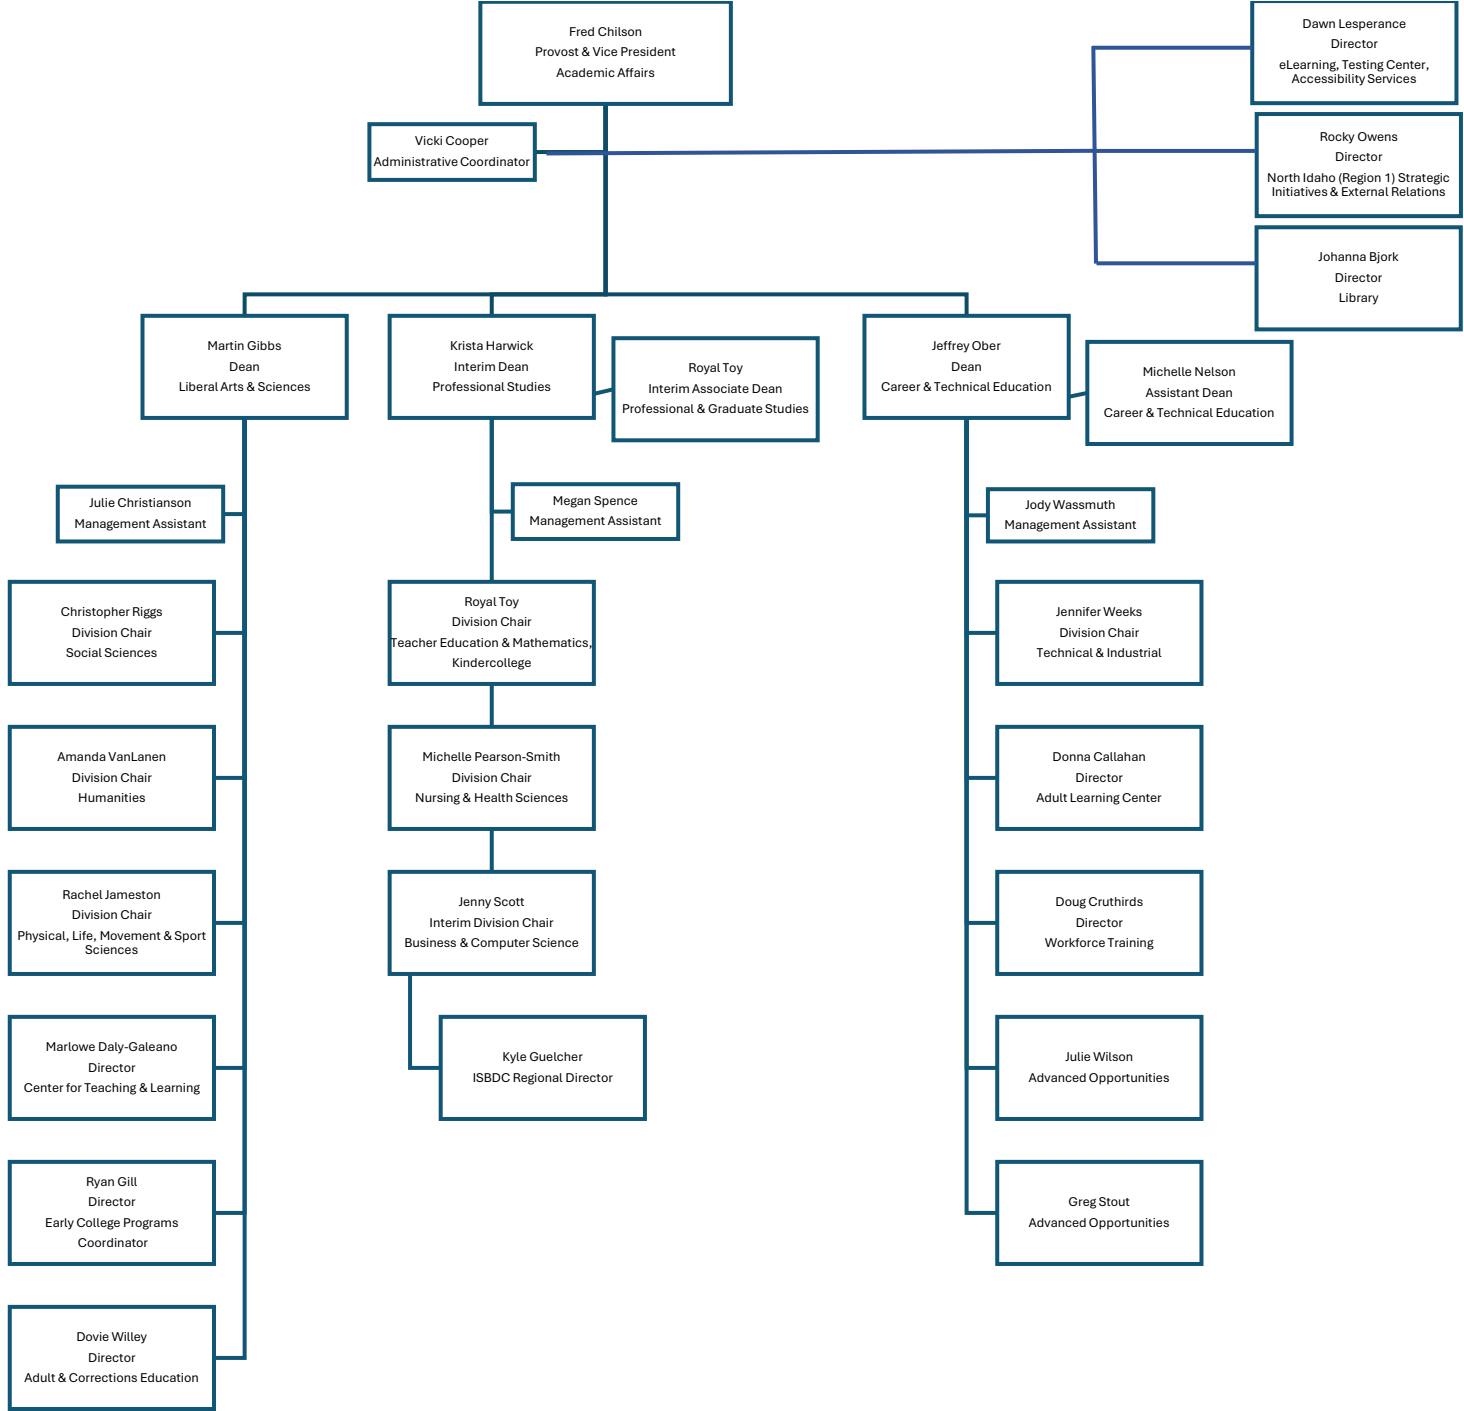 Fred Chilson
Provost & Vice President
Academic Affairs
Dawn Lesperance
Director
eLearning, Testing Center,
Accessibility Services
Vicki Cooper
Administrative Coordinator
Rocky Owens
Director
North Idaho (Region 1) Strategic
Initiatives & External Relations
Johanna Bjork
Director
Library
Martin Gibbs
Dean
Liberal Arts & Sciences
Krista Harwick
Interim Dean
Professional Studies
Royal Toy
Interim Associate Dean
Professional & Graduate Studies
Jeffrey Ober
Dean
Career & Technical Education
Michelle Nelson
Assistant Dean
Career & Technical Education
Julie Christianson
Management Assistant
Christopher Riggs
Division Chair
Social Sciences
Amanda VanLanen
Division Chair
Humanities
Rachel Jameston
Division Chair
Physical, Life, Movement & Sport
Sciences
Marlowe Daly-Galeano
Director
Center for Teaching & Learning
Ryan Gill
Director
Early College Programs
Coordinator
Dovie Willey
Director
Adult & Corrections Education
Megan Spence
Management Assistant
Royal Toy
Division Chair
Teacher Education & Mathematics,
Kindercollege
Michelle Pearson-Smith
Division Chair
Nursing & Health Sciences
Jenny Scott
Interim Division Chair
Business & Computer Science
Kyle Guelcher
ISBDC Regional Director
Jody Wassmuth
Management Assistant
Jennifer Weeks
Division Chair
Technical & Industrial
Donna Callahan
Director
Adult Learning Center
Doug Cruthirds
Director
Workforce Training
Julie Wilson
Advanced Opportunities
Greg Stout
Advanced Opportunities